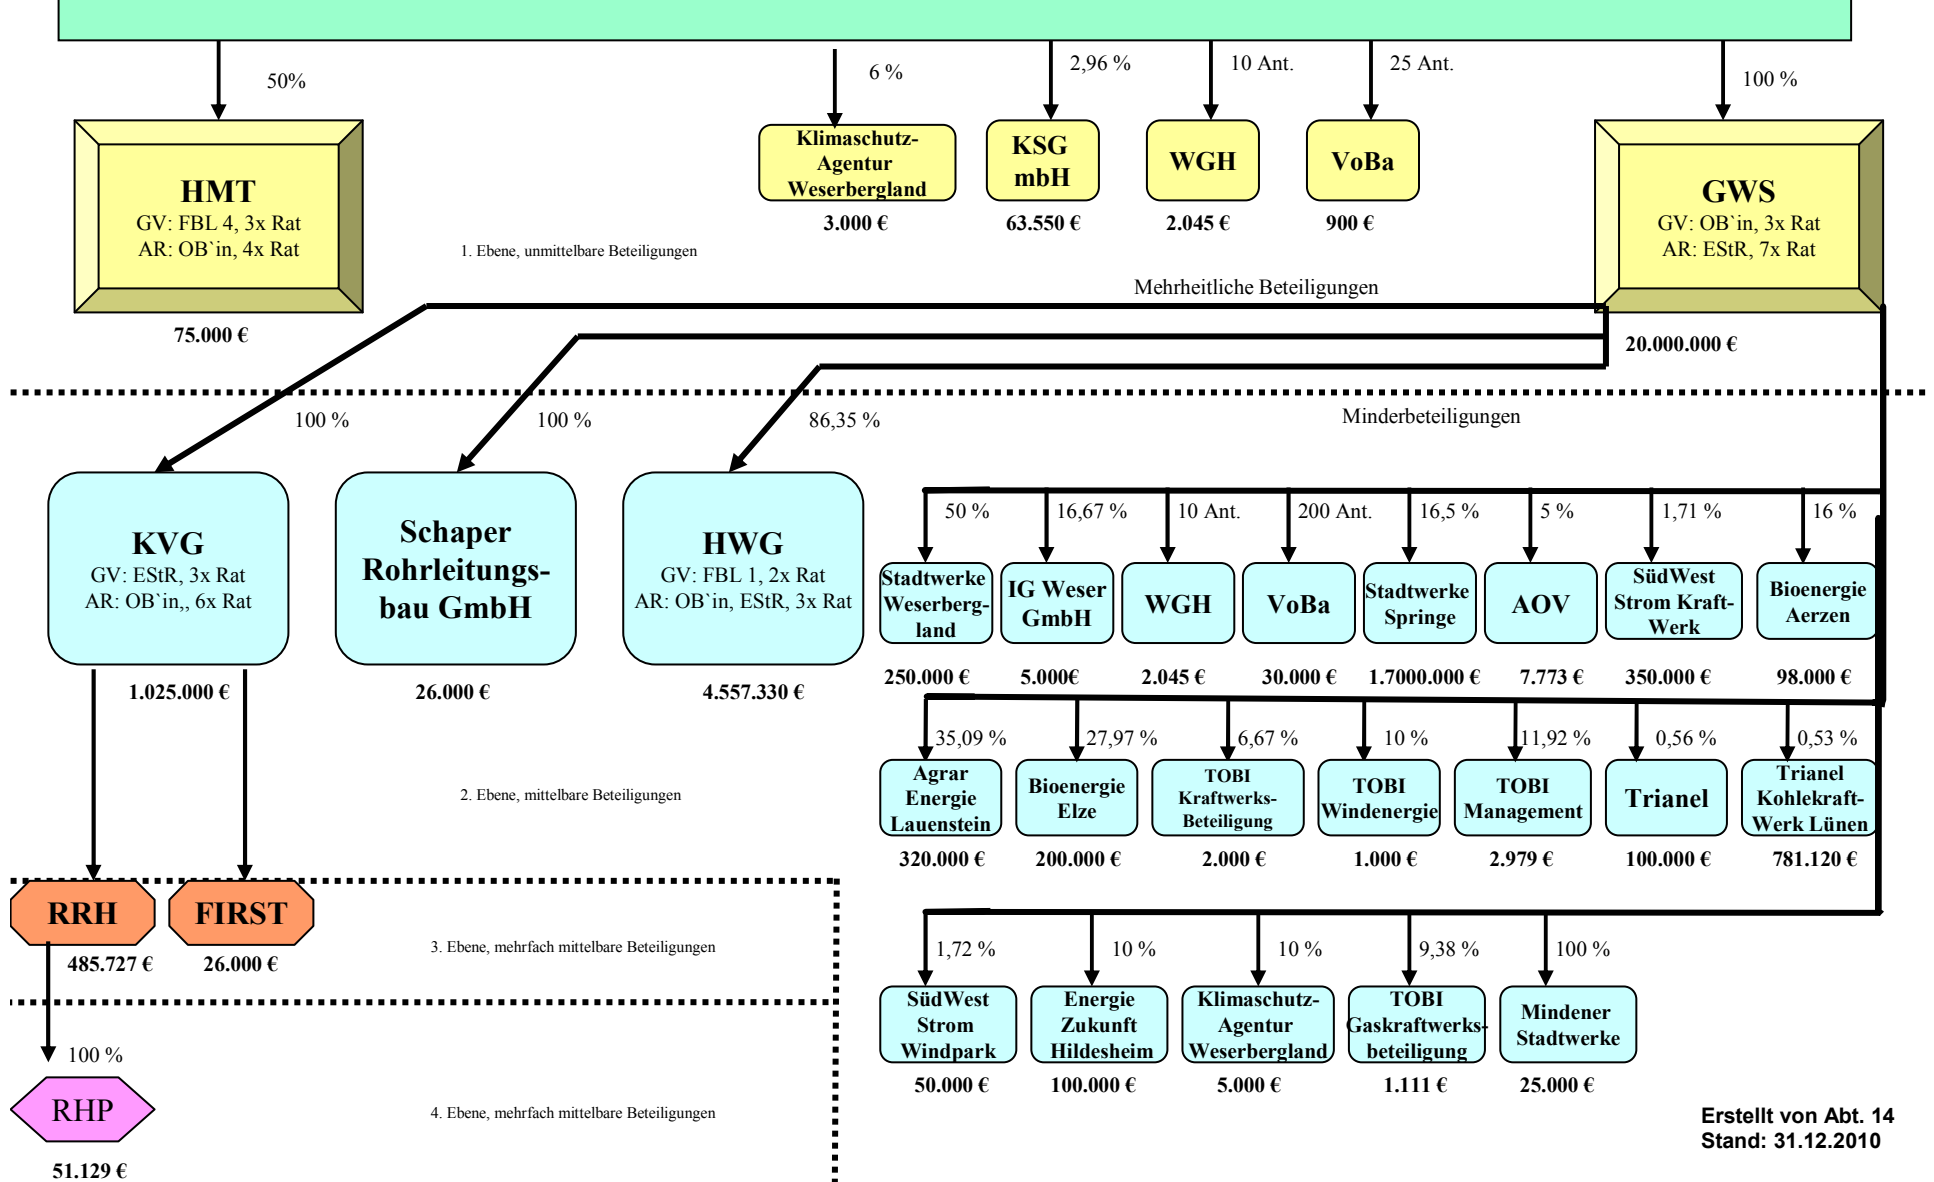 50%
6 %
2,96 %
10 Ant.
25 Ant.
100 %
HMT
GV: FBL 4, 3x Rat
AR: OB`in, 4x Rat
75.000 €
Klimaschutz-
Agentur
Weserbergland
3.000 €
KSG
mbH
63.550 €
WGH
2.045 €
VoBa
900 €
GWS
GV: OB`in, 3x Rat
AR: EStR, 7x Rat
20.000.000 €
1. Ebene, unmittelbare Beteiligungen
Mehrheitliche Beteiligungen
100 %
100 %
86,35 %
Minderbeteiligungen
KVG
GV: EStR, 3x Rat
AR: OB`in,, 6x Rat
1.025.000 €
Schaper
Rohrleitungs-
bau GmbH
26.000 €
HWG
GV: FBL 1, 2x Rat
AR: OB`in, EStR, 3x Rat
4.557.330 €
50 %
16,67 %
10 Ant.
200 Ant.
16,5 %
5 %
1,71 %
16 %
Stadtwerke
Weserberg-
land
250.000 €
IG Weser
GmbH
5.000€
WGH
2.045 €
VoBa
30.000 €
Stadtwerke
Springe
1.7000.000 €
AOV
7.773 €
SüdWest
Strom Kraft-
Werk
350.000 €
Bioenergie
Aerzen
98.000 €
35,09 %
27,97 %
6,67 %
10 %
11,92 %
0,56 %
0,53 %
Agrar
Energie
Lauenstein
320.000 €
Bioenergie
Elze
200.000 €
TOBI
Kraftwerks-
Beteiligung
2.000 €
TOBI
Windenergie
1.000 €
TOBI
Management
2.979 €
Trianel
100.000 €
Trianel
Kohlekraft-
Werk Lünen
781.120 €
2. Ebene, mittelbare Beteiligungen
RRH
485.727 €
FIRST
26.000 €
3. Ebene, mehrfach mittelbare Beteiligungen
1,72 %
10 %
10 %
9,38 %
100 %
SüdWest
Strom
Windpark
50.000 €
Energie
Zukunft
Hildesheim
100.000 €
Klimaschutz-
Agentur
Weserbergland
5.000 €
TOBI
Gaskraftwerks-
beteiligung
1.111 €
Mindener
Stadtwerke
25.000 €
100 %
RHP
51.129 €
4. Ebene, mehrfach mittelbare Beteiligungen
Erstellt von Abt. 14
Stand: 31.12.2010